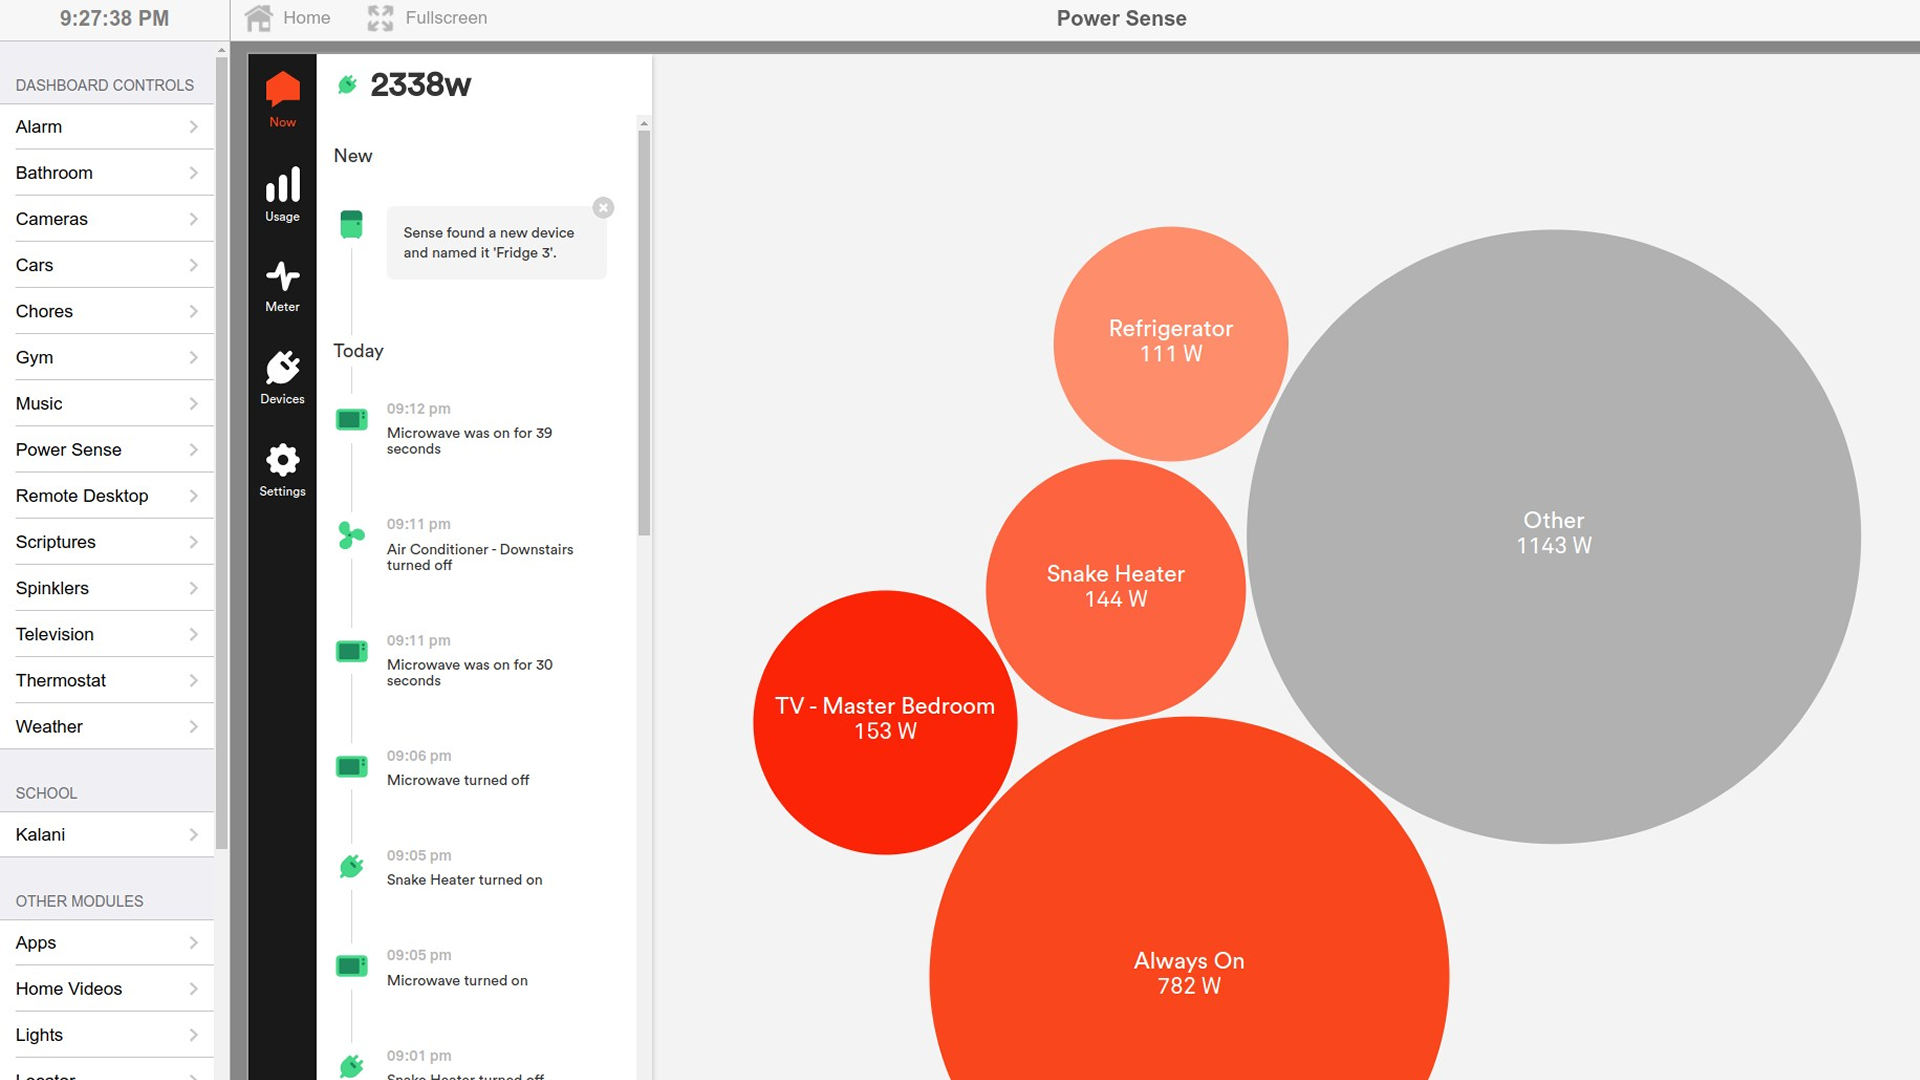 9:27:38 PM
Home
Fullscreen
Power Sense
DASHBOARD CONTROLS
Alarm
Bathroom
Cameras
Cars
Chores
Gym
Music
Power Sense
Remote Desktop
Scriptures
Spinklers
Television
Thermostat
Weather
SCHOOL
Kalani
OTHER MODULES
Apps
Home Videos
Lights
Locator
Now
Usage
Meter
Devices
Settings
2338w
New
Sense found a new device
and named it 'Fridge 3'.
Today
09:12 pm
Microwave was on for 39
seconds
09:11 pm
Air Conditioner - Downstairs
turned off
09:11 pm
Microwave was on for 30
seconds
09:06 pm
Microwave turned off
09:05 pm
Snake Heater turned on
09:05 pm
Microwave turned on
09:01 pm
Snake Heater turned off
Refrigerator
111 W
Other
1143 W
Snake Heater
144 W
TV - Master Bedroom
153 W
Always On
782 W